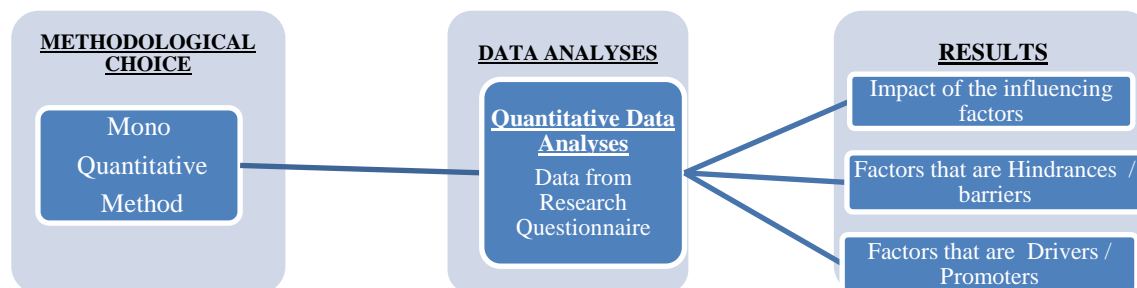 METHODOLOGICAL
CHOICE
Mono
Quantitative
Method
DATA ANALYSES
Quantitative Data
Analyses
Data from
Research
Questionnaire
RESULTS
Impact of the influencing
factors
Factors that are Hindrances /
barriers
Factors that are Drivers /
Promoters